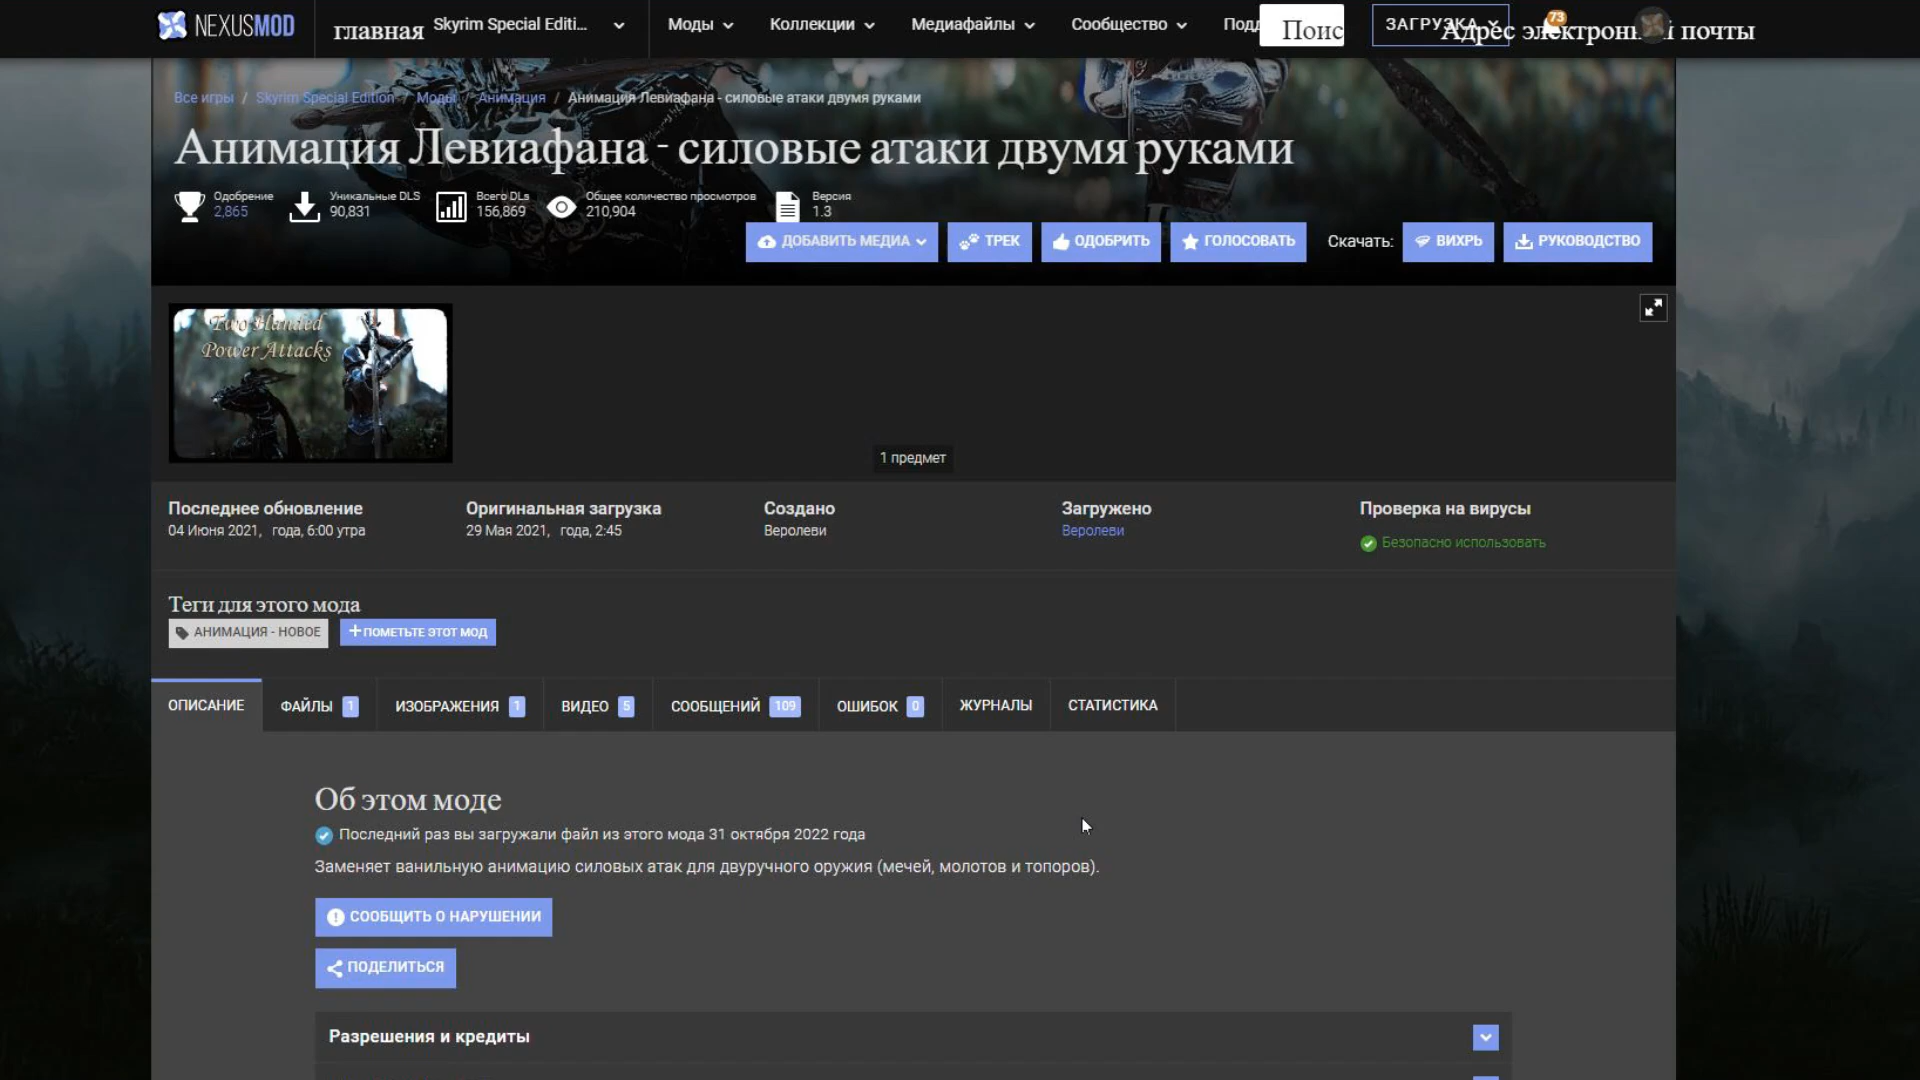 NEXUSMOD
главная
Skyrim Special Editi...
Моды
Коллекции
Медиафайлы
Сообщество
Поиск
ЗАГРУЗКА
73
Адрес электронной почты
Все игры / Skyrim Special Edition / Моды / Анимация / Анимация Левиафана - силовые атаки двумя руками
Анимация Левиафана - силовые атаки двумя руками
Одобрение
2,865
Уникальные DLS
90,831
Всего DLs
156,869
Общее количество просмотров
210,904
Версия
1.3
ДОБАВИТЬ МЕДИА
ТРЕК
ОДОБРИТЬ
ГОЛОСОВАТЬ
Скачать:
ВИХРЬ
РУКОВОДСТВО
Two Handed
Power Attacks
1 предмет
Последнее обновление
04 Июня 2021, года, 6:00 утра
Оригинальная загрузка
29 Мая 2021, года, 2:45
Создано
Веролеви
Загружено
Веролеви
Проверка на вирусы
Безопасно использовать
Теги для этого мода
АНИМАЦИЯ - НОВОЕ
ПОМЕТЬТЕ ЭТОТ МОД
ОПИСАНИЕ
ФАЙЛЫ 1
ИЗОБРАЖЕНИЯ 1
ВИДЕО 5
СООБЩЕНИЙ 109
ОШИБОК 0
ЖУРНАЛЫ
СТАТИСТИКА
Об этом моде
Последний раз вы загружали файл из этого мода 31 октября 2022 года
Заменяет ванильную анимацию силовых атак для двуручного оружия (мечей, молотов и топоров).
СООБЩИТЬ О НАРУШЕНИИ
ПОДЕЛИТЬСЯ
Разрешения и кредиты